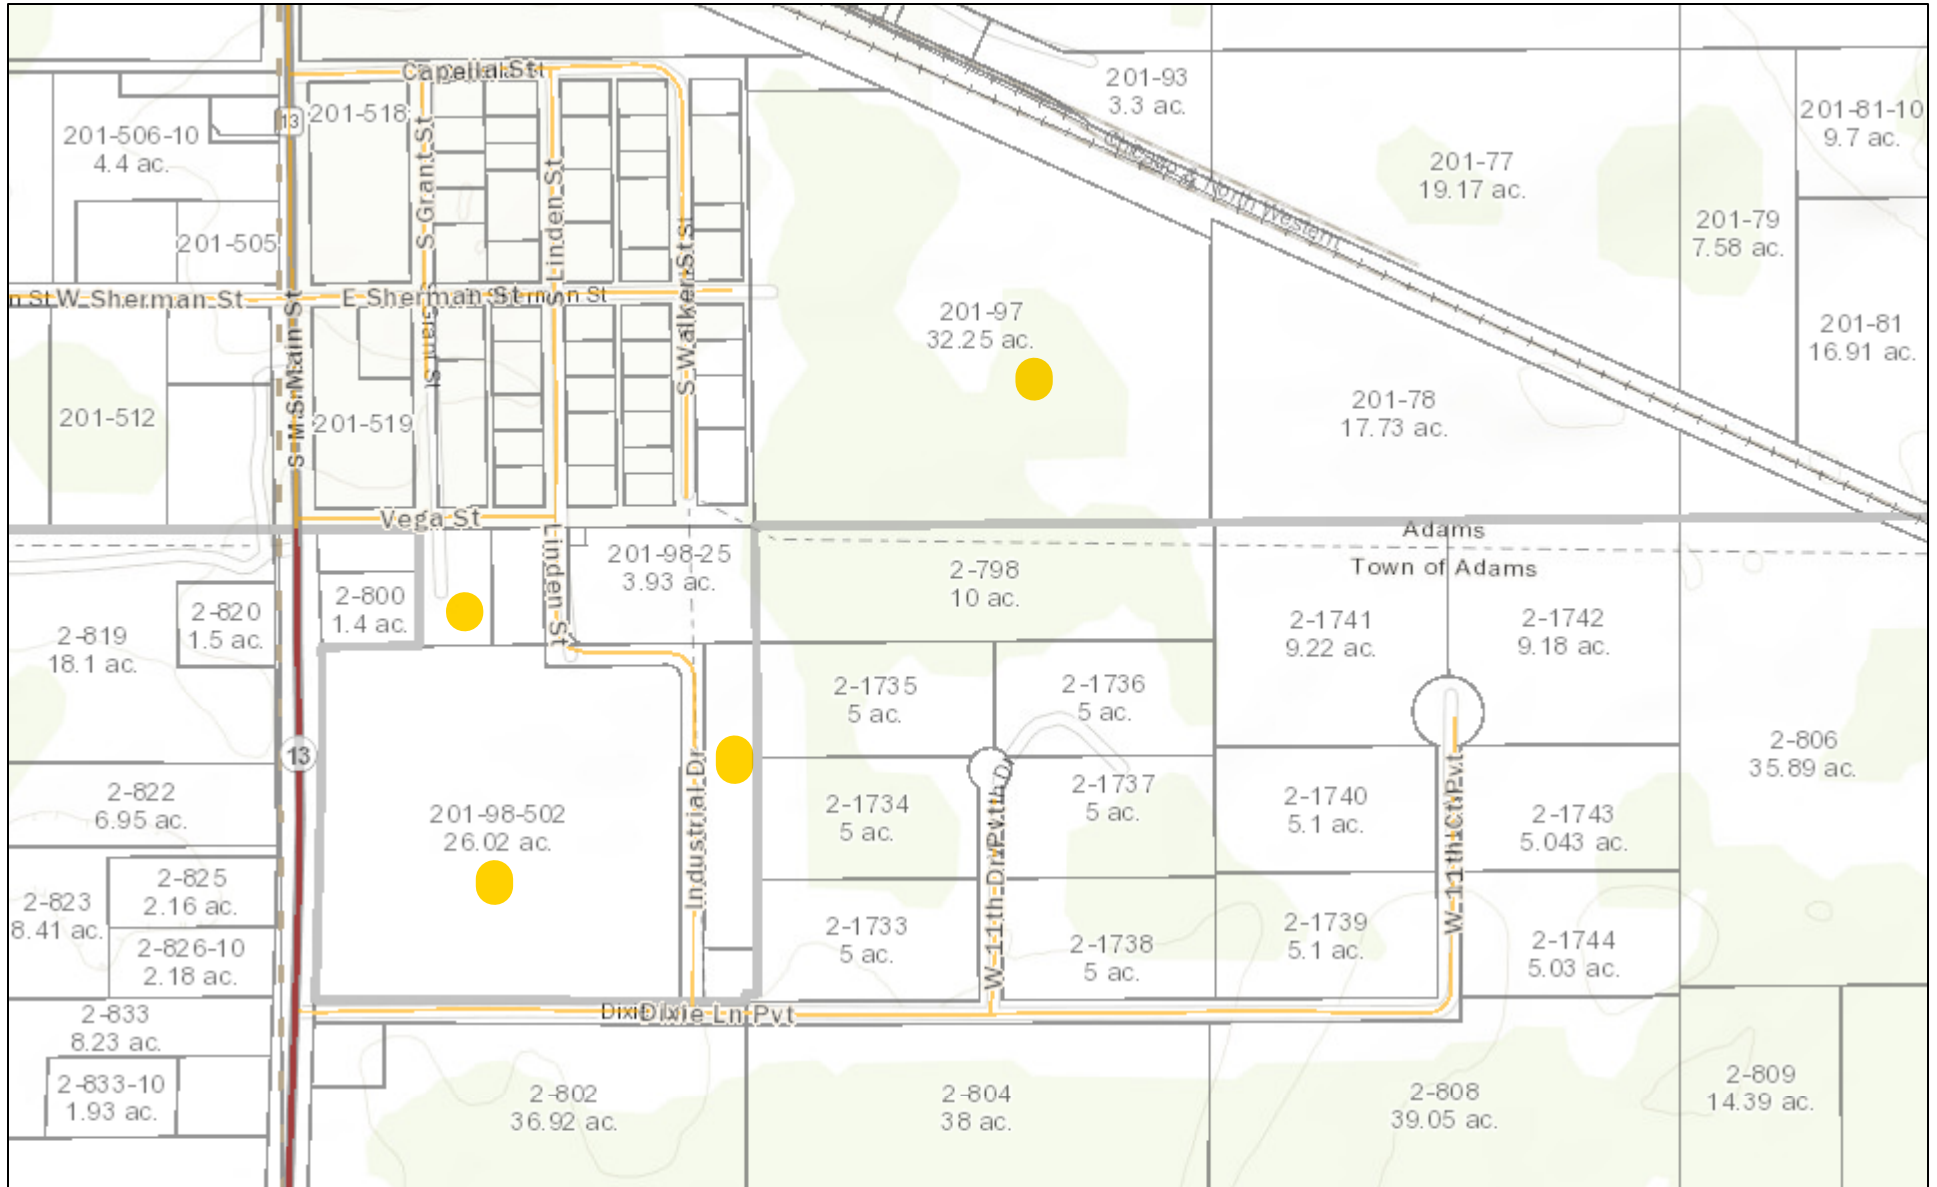 Capella St
201-93
3.3 ac.
201-81-10
9.7 ac.
201-518
13
201-506-10
4.4 ac.
S Grant St
S Linden St
Chicago & North Western
201-77
19.17 ac.
201-79
7.58 ac.
201-505
S Walker St
W Sherman St
E Sherman St
n St
S Main St
201-97
32.25 ac.
201-81
16.91 ac.
201-78
17.73 ac.
201-512
201-519
Vega St
Adams
Town of Adams
Linden St
201-98-25
3.93 ac.
2-798
10 ac.
2-800
1.4 ac.
2-820
1.5 ac.
2-819
18.1 ac.
2-1741
9.22 ac.
2-1742
9.18 ac.
2-1735
5 ac.
2-1736
5 ac.
13
2-806
35.89 ac.
2-822
6.95 ac.
201-98-502
26.02 ac.
Industrial Dr
2-1734
5 ac.
2-1737
5 ac.
W 11th Dr Pvt
2-1740
5.1 ac.
W 11th Ct Pvt
2-1743
5.043 ac.
2-825
2.16 ac.
2-823
8.41 ac.
2-826-10
2.18 ac.
2-1733
5 ac.
2-1738
5 ac.
2-1739
5.1 ac.
2-1744
5.03 ac.
2-833
8.23 ac.
Dixie Ln Pvt
2-833-10
1.93 ac.
2-802
36.92 ac.
2-804
38 ac.
2-808
39.05 ac.
2-809
14.39 ac.